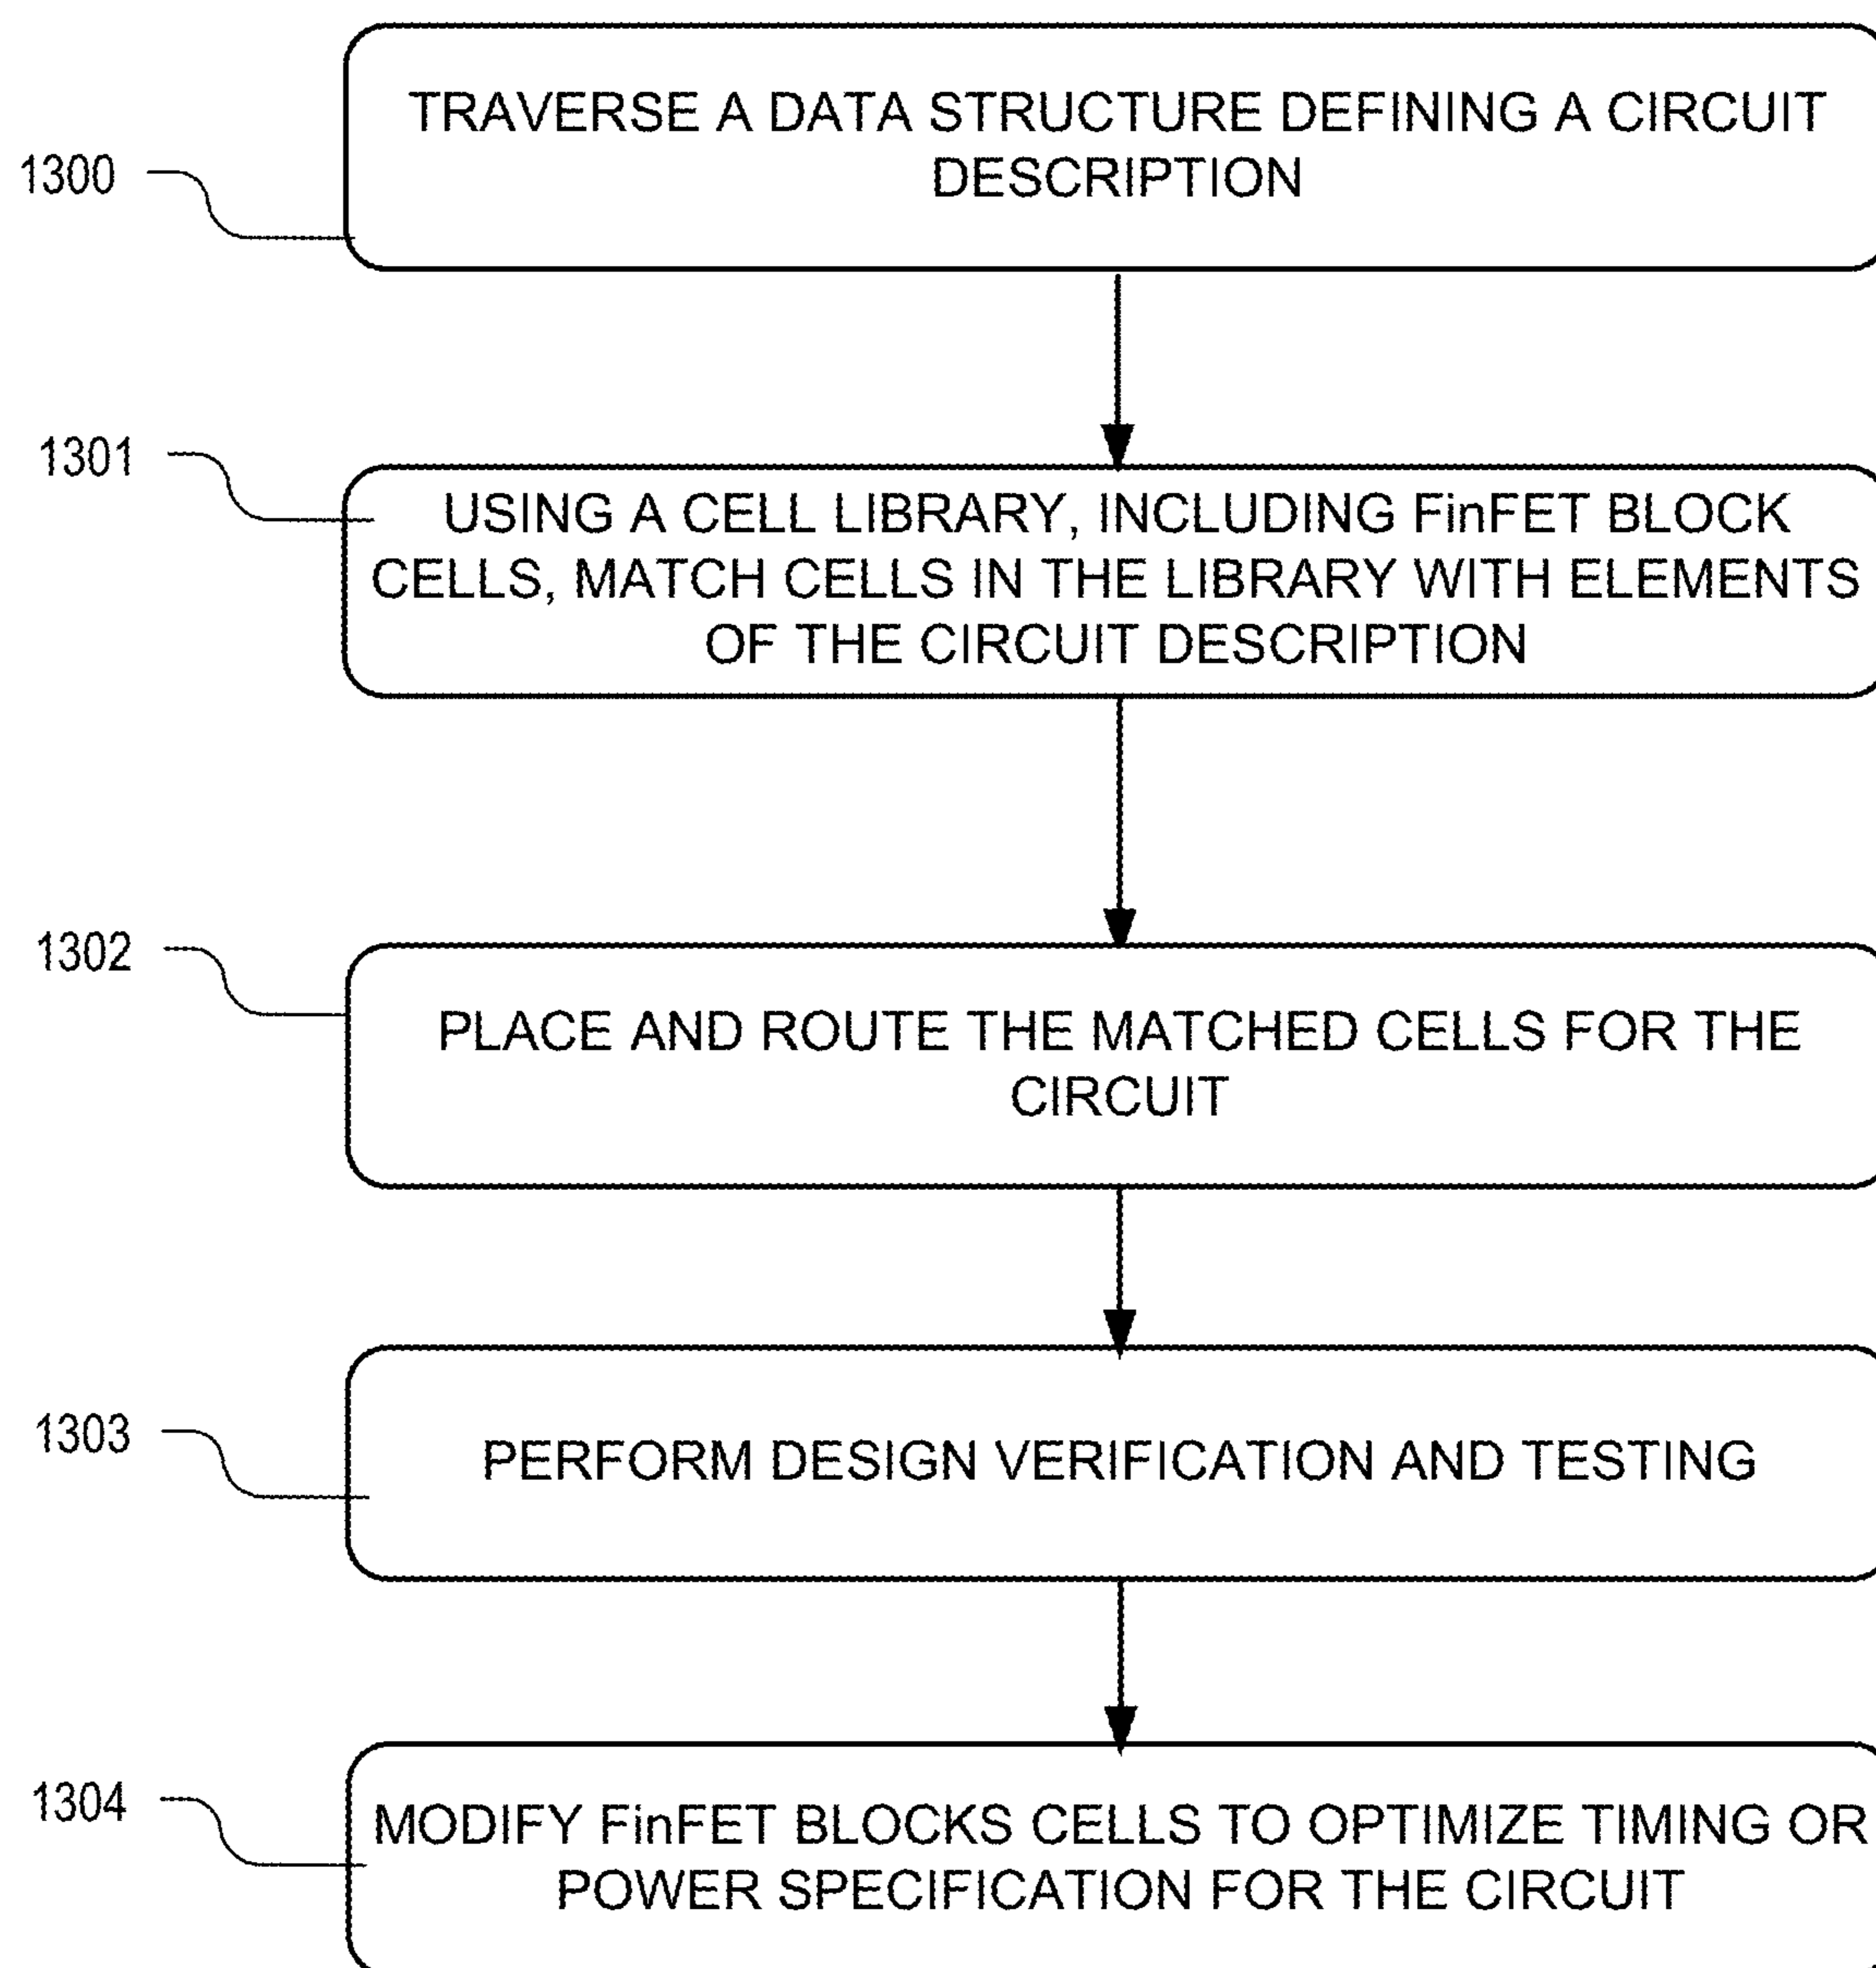 TRAVERSE A DATA STRUCTURE DEFINING A CIRCUIT
DESCRIPTION
1300
1301
USING A CELL LIBRARY, INCLUDING FinFET BLOCK
CELLS, MATCH CELLS IN THE LIBRARY WITH ELEMENTS
OF THE CIRCUIT DESCRIPTION
1302
PLACE AND ROUTE THE MATCHED CELLS FOR THE
CIRCUIT
1303
PERFORM DESIGN VERIFICATION AND TESTING
1304
MODIFY FinFET BLOCKS CELLS TO OPTIMIZE TIMING OR
POWER SPECIFICATION FOR THE CIRCUIT